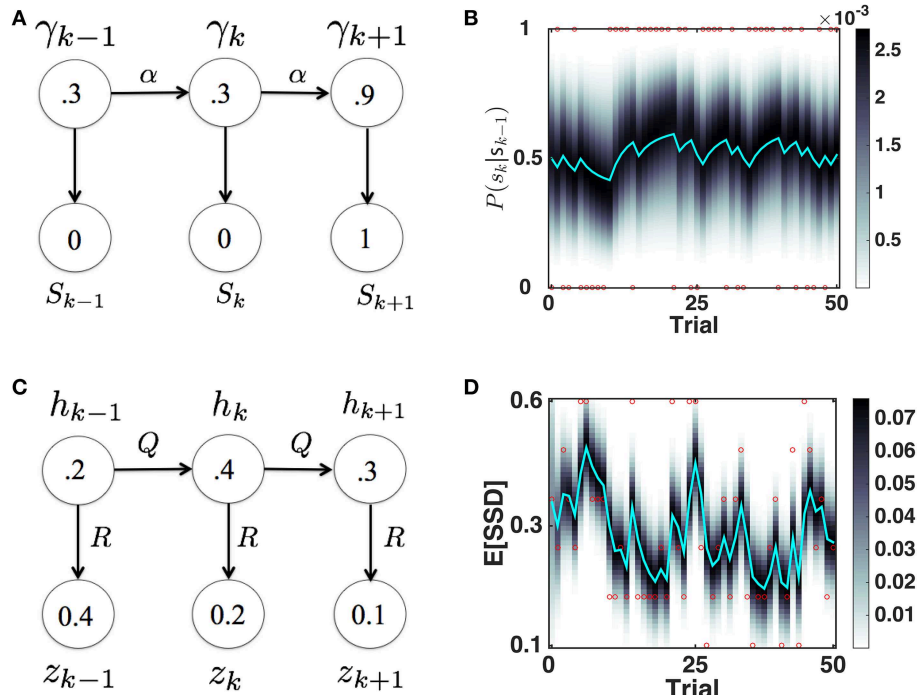 A
γk−1 γk γk+1
.3 α .3 α .9
0 0 1
Sk−1 Sk Sk+1
B
× 10⁻³
P(sk|sk−1)
1
0.5
0
0 25 50
Trial
2.5
2
1.5
1
0.5
C
hk−1 hk hk+1
.2 Q .4 Q .3
R R R
0.4 0.2 0.1
zk−1 zk zk+1
D
E[SSD]
0.6
0.3
0.1
0 25 50
Trial
0.07
0.06
0.05
0.04
0.03
0.02
0.01